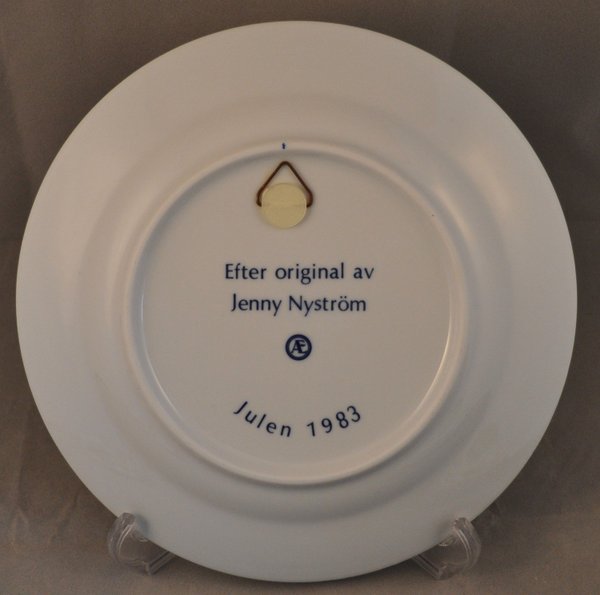 t
Efter original av
Jenny Nyström
Æ
Julen 1983